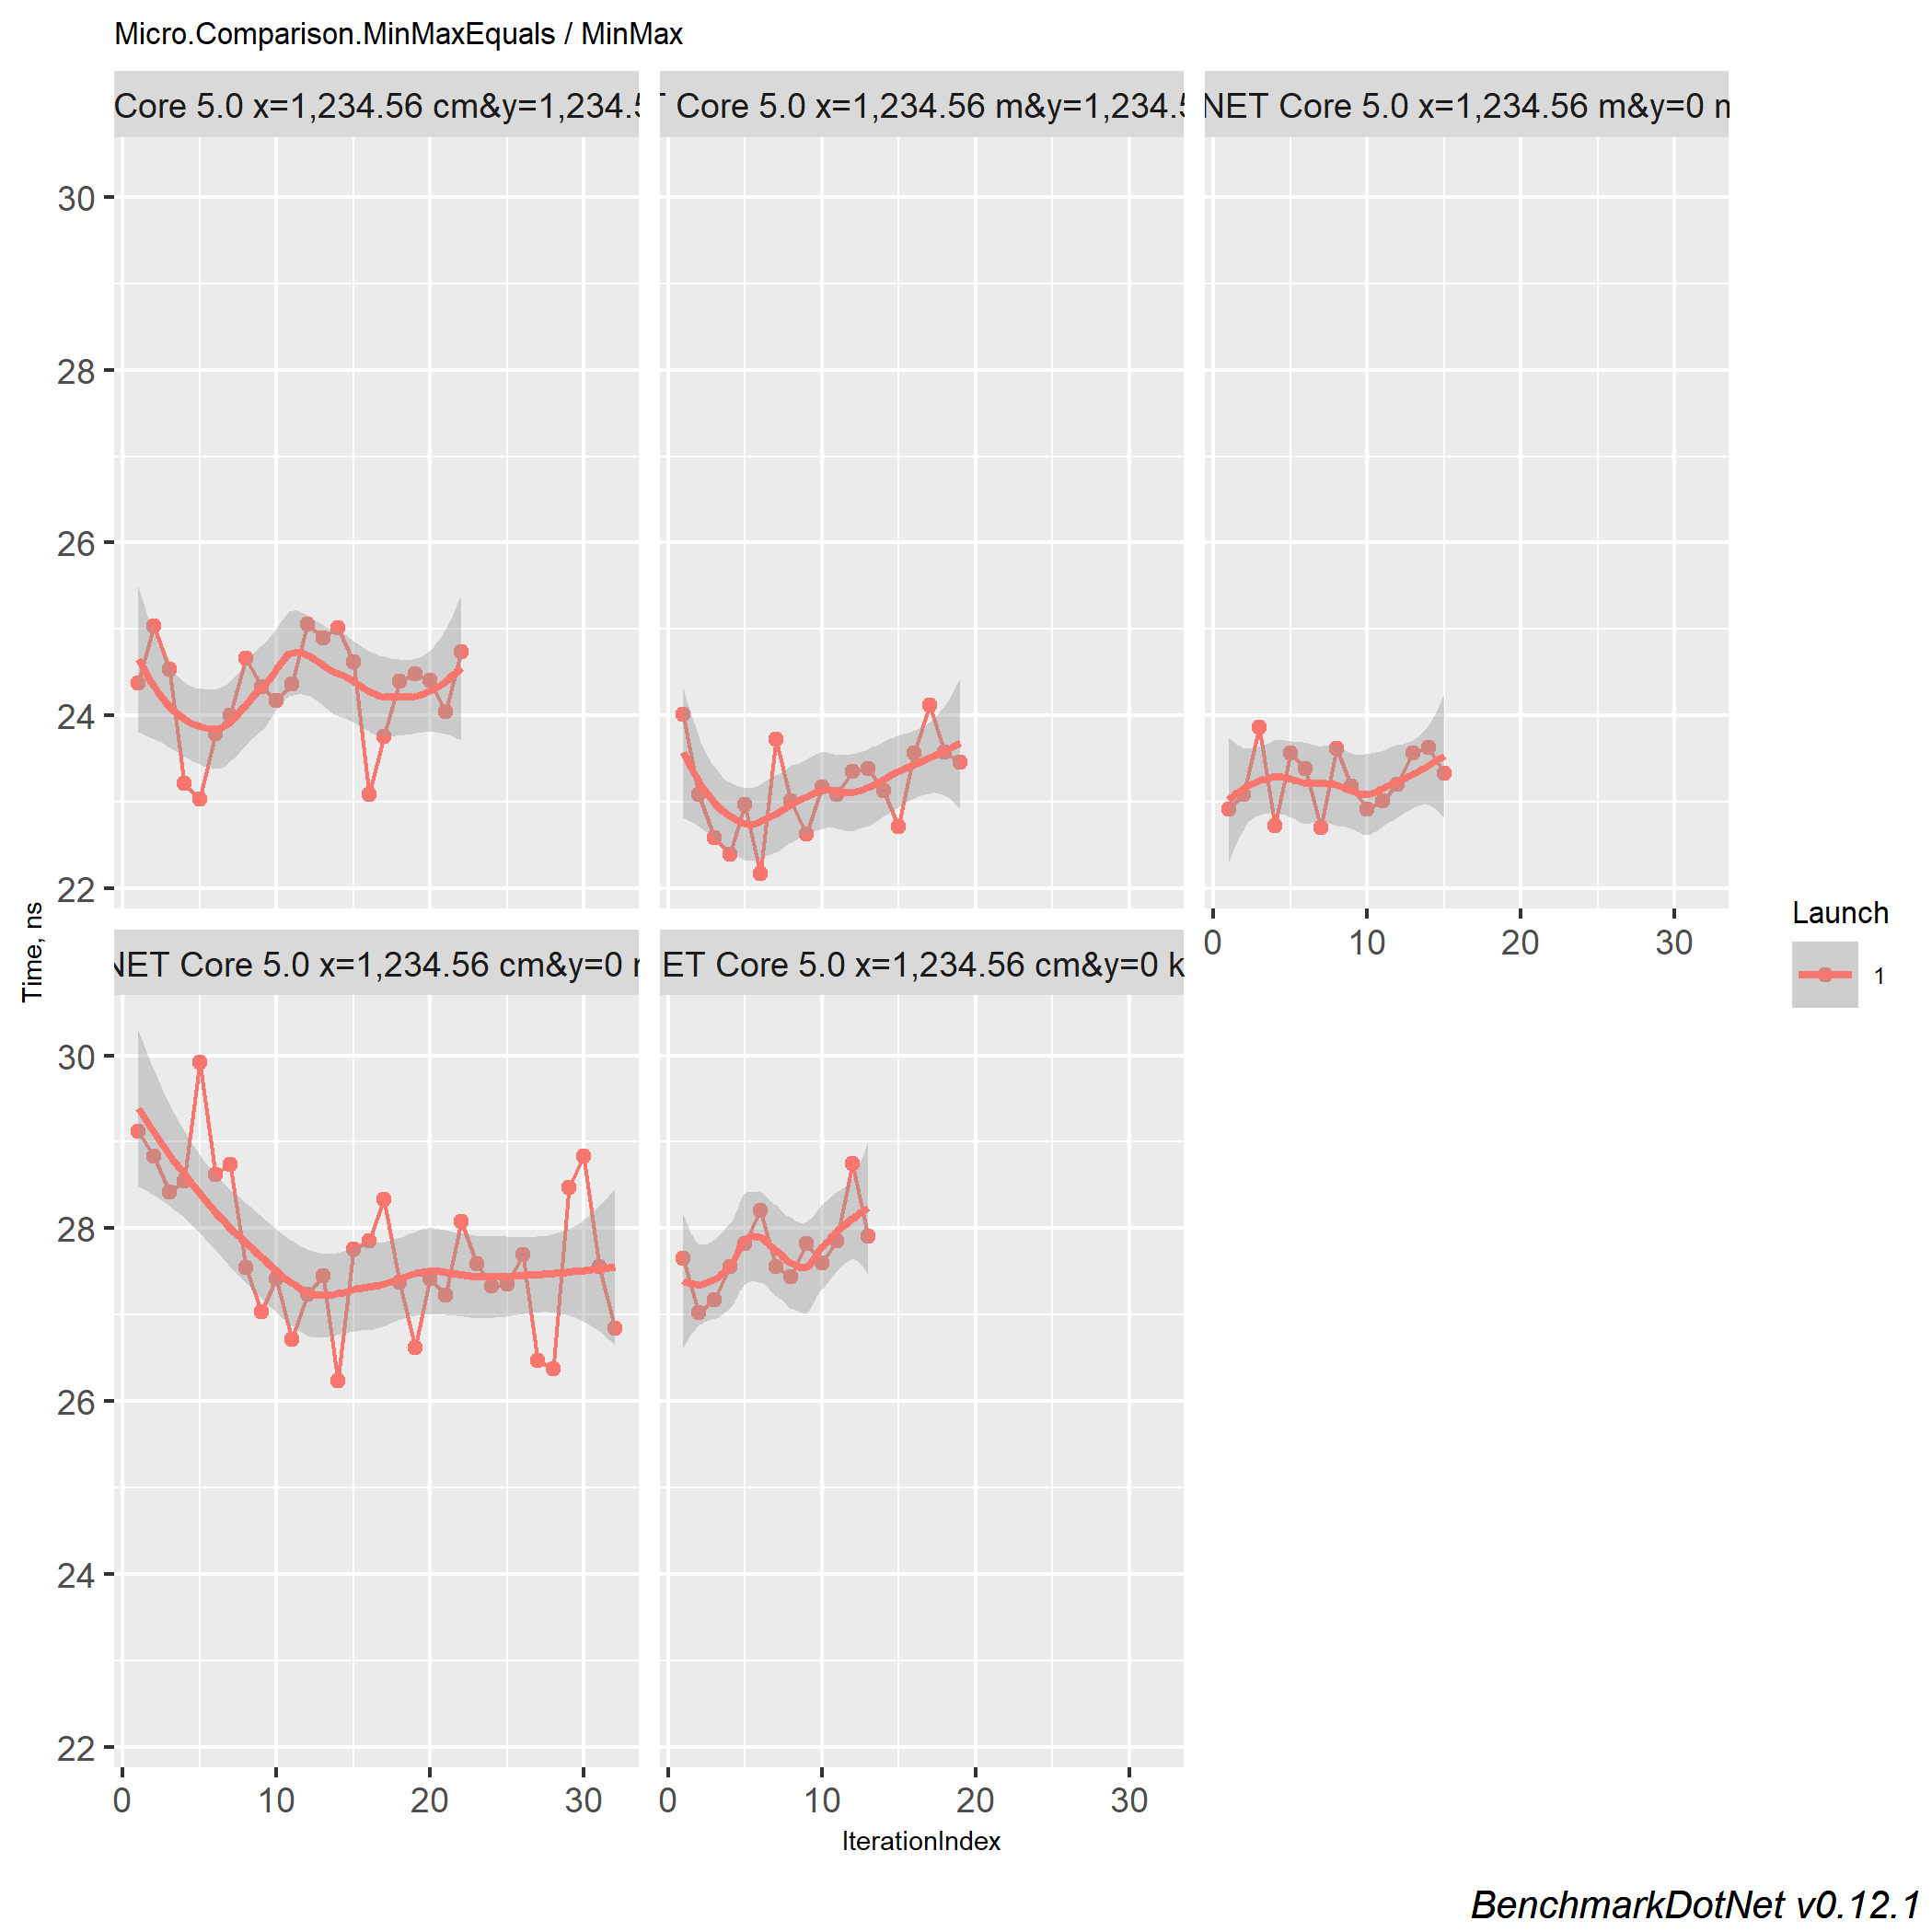 Micro.Comparison.MinMaxEquals / MinMax
Core 5.0 x=1,234.56 cm&y=1,234.5
Core 5.0 x=1,234.56 m&y=1,234.5
NET Core 5.0 x=1,234.56 m&y=0 m
30
28
26
24
22
0 10 20 30
Time, ns
Launch
1
NET Core 5.0 x=1,234.56 cm&y=0
ET Core 5.0 x=1,234.56 cm&y=0 k
30
28
26
24
22
0 10 20 30
0 10 20 30
IterationIndex
BenchmarkDotNet v0.12.1